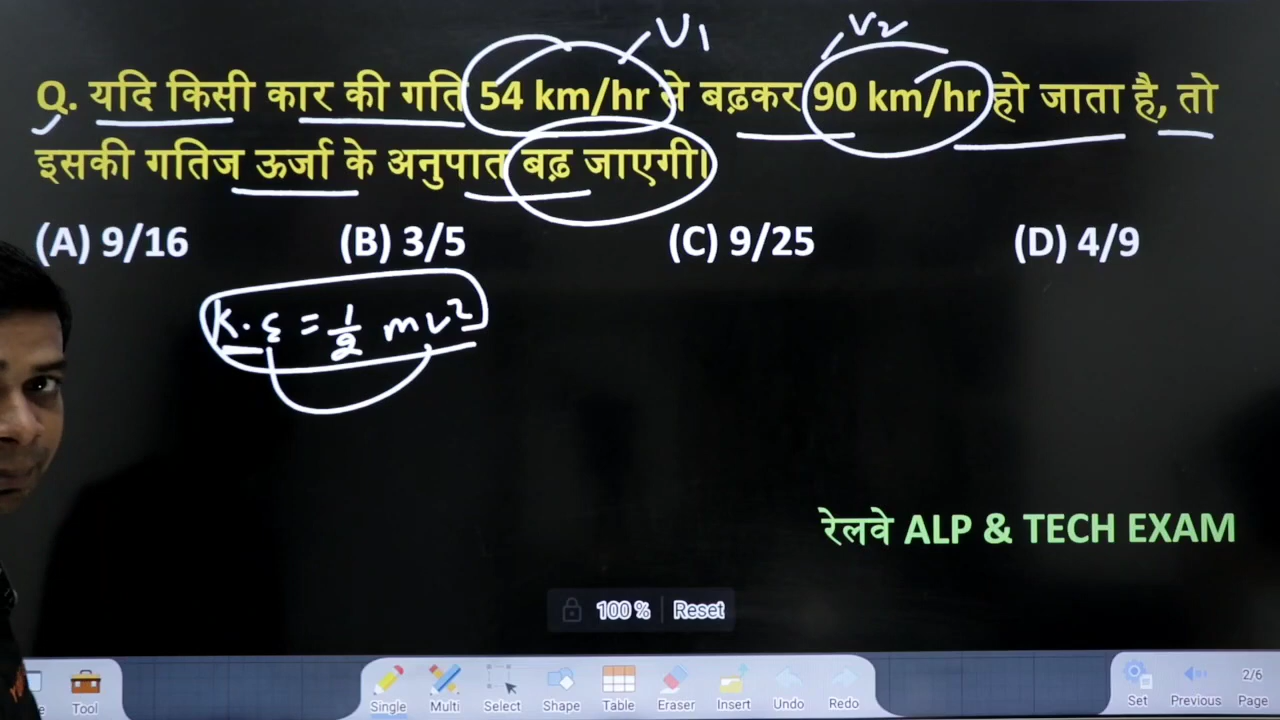 V1 V2
Q. यदि किसी कार की गति 54 km/hr से बढ़कर 90 km/hr हो जाता है, तो
इसकी गतिज ऊर्जा के अनुपात बढ़ जाएगी।
(A) 9/16 (B) 3/5 (C) 9/25 (D) 4/9
K.ε = 1/2 mv²
रेलवे ALP & TECH EXAM
100 % Reset
Tool Single Multi Select Shape Table Eraser Insert Undo Redo Set Previous 2/6 Page